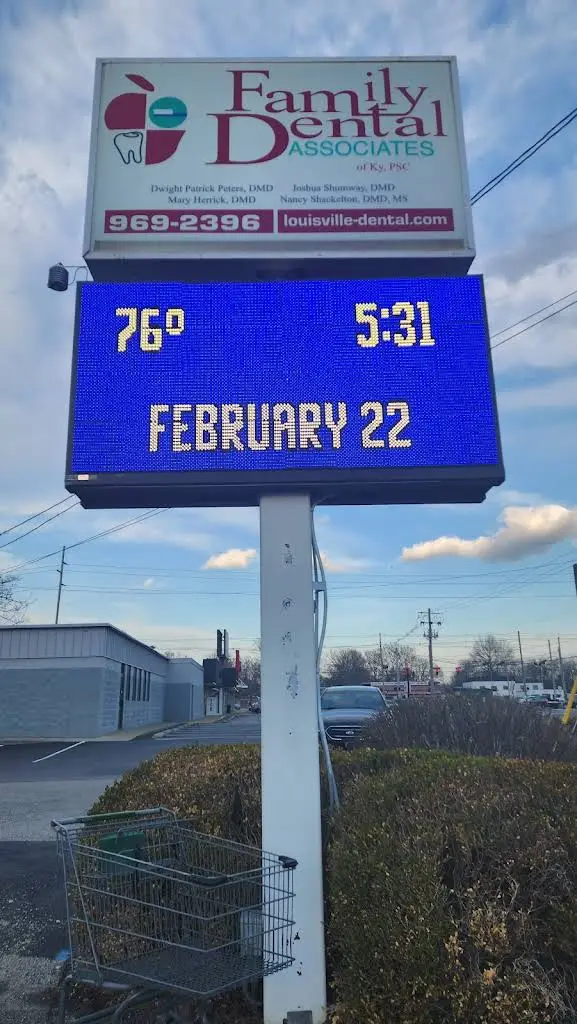 Family
Dental
ASSOCIATES
of Ky, PSC
Dwight Patrick Peters, DMD Joshua Shumway, DMD
Mary Herrick, DMD Nancy Shackelton, DMD, MS
969-2396 louisville-dental.com
76º 5:31
FEBRUARY 22